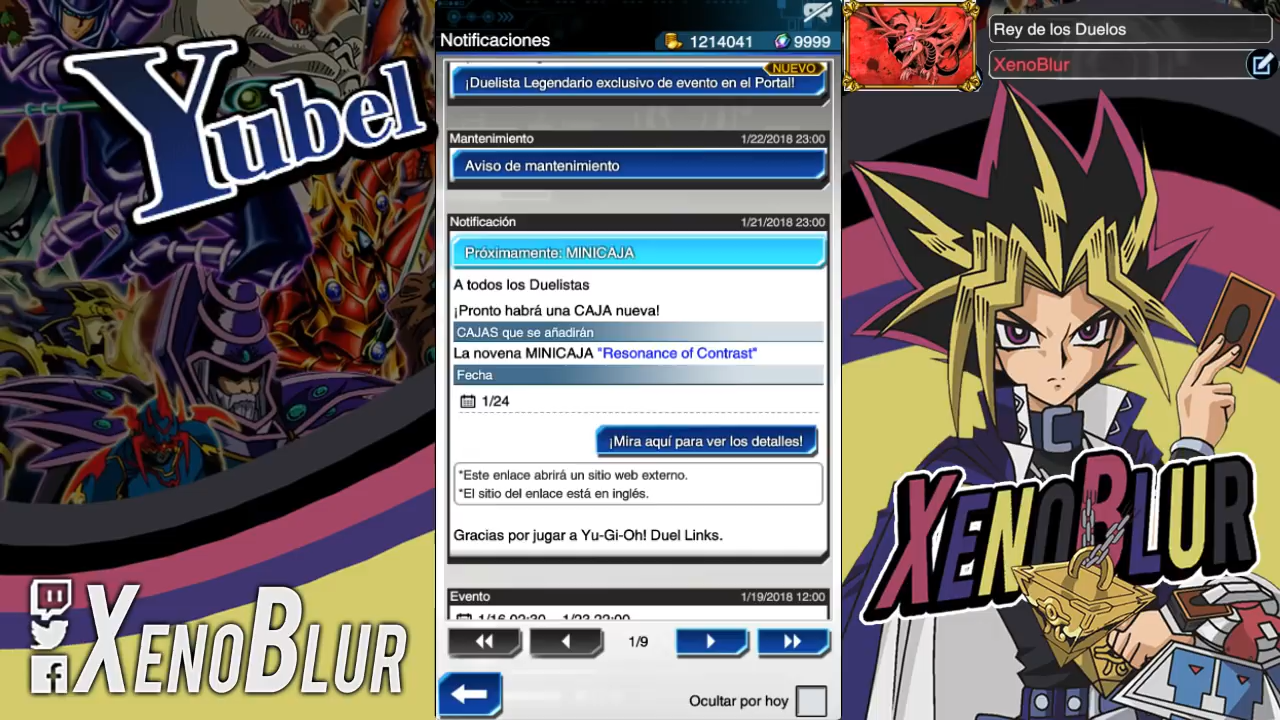 Yubel
Notificaciones
1214041
9999
NUEVO
¡Duelista Legendario exclusivo de evento en el Portal!
Mantenimiento 1/22/2018 23:00
Aviso de mantenimiento
Notificación 1/21/2018 23:00
Próximamente: MINICAJA
A todos los Duelistas
¡Pronto habrá una CAJA nueva!
CAJAS que se añadirán
La novena MINICAJA "Resonance of Contrast"
Fecha
1/24
¡Mira aquí para ver los detalles!
*Este enlace abrirá un sitio web externo.
*El sitio del enlace está en inglés.
Gracias por jugar a Yu-Gi-Oh! Duel Links.
Evento 1/19/2018 12:00
1/9
Ocultar por hoy
Rey de los Duelos
XenoBlur
XENOBLUR
XENOBLUR